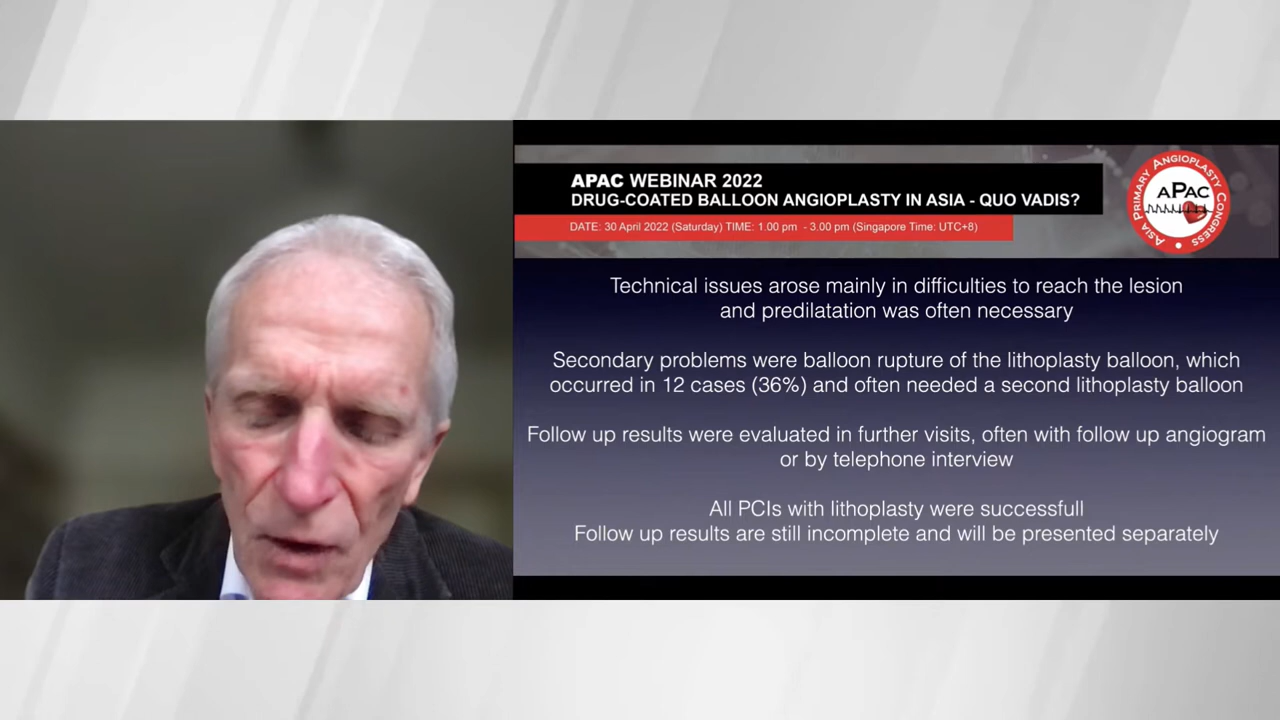 APAC WEBINAR 2022
DRUG-COATED BALLOON ANGIOPLASTY IN ASIA - QUO VADIS?
DATE: 30 April 2022 (Saturday) TIME: 1.00 pm - 3.00 pm (Singapore Time: UTC+8)
ASIA PRIMARY ANGIOPLASTY CONGRESS
APAC
Technical issues arose mainly in difficulties to reach the lesion
and predilatation was often necessary
Secondary problems were balloon rupture of the lithoplasty balloon, which
occurred in 12 cases (36%) and often needed a second lithoplasty balloon
Follow up results were evaluated in further visits, often with follow up angiogram
or by telephone interview
All PCIs with lithoplasty were successfull
Follow up results are still incomplete and will be presented separately